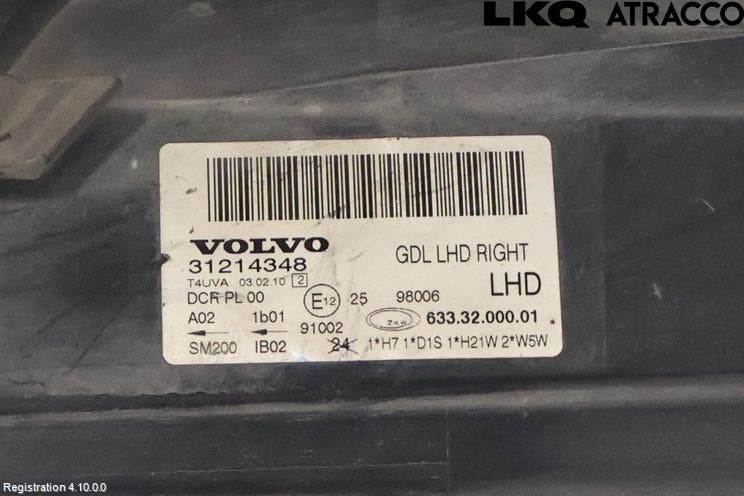 LKQ ATRACCO
VOLVO
31214348
GDL LHD RIGHT
T4UVA 03.02.10 2
LHD
DCR PL 00
E12 25 98006
A02 1b01
91002
ZKW 633.32.000.01
SM200 IB02
24 1*H7 1*D1S 1*H21W 2*W5W
Registration 4.10.0.0